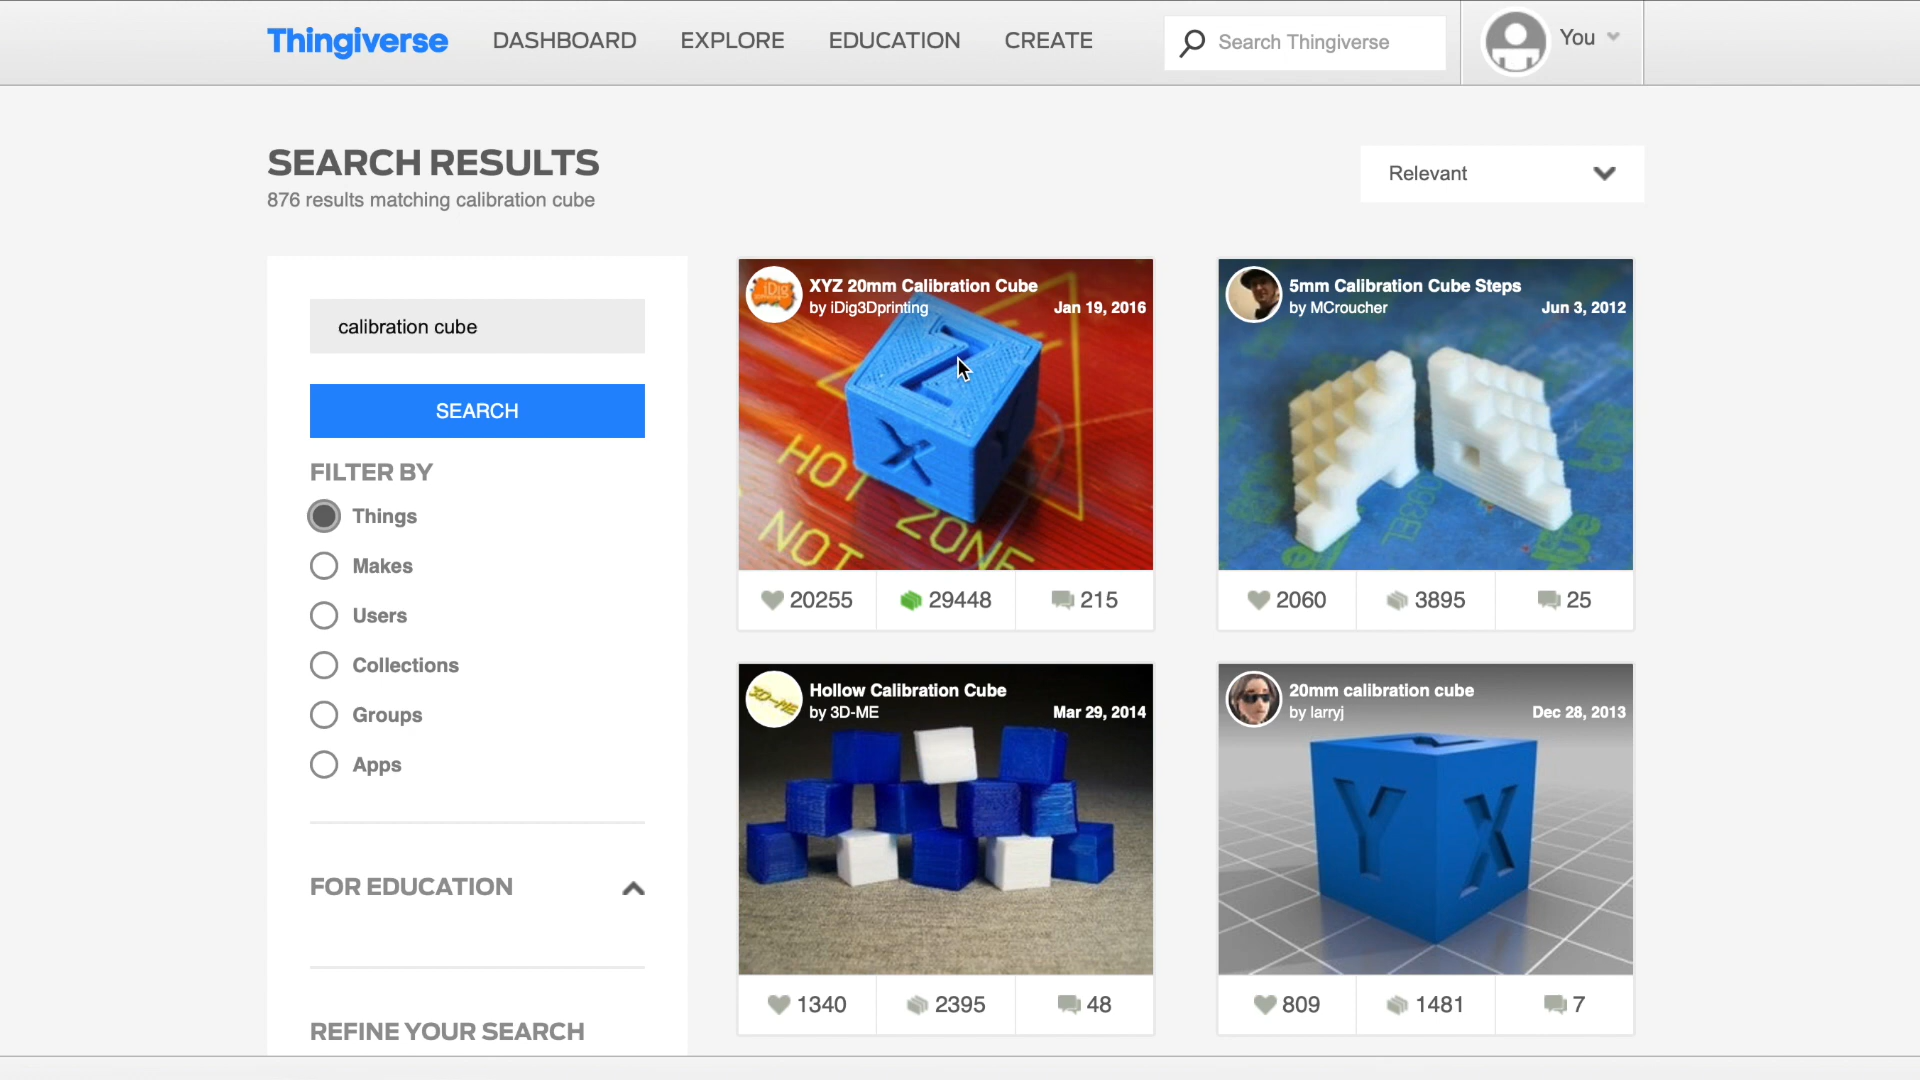 Thingiverse
DASHBOARD
EXPLORE
EDUCATION
CREATE
Search Thingiverse
You
SEARCH RESULTS
876 results matching calibration cube
Relevant
calibration cube
SEARCH
FILTER BY
Things
Makes
Users
Collections
Groups
Apps
FOR EDUCATION
REFINE YOUR SEARCH
iDig
XYZ 20mm Calibration Cube
by iDig3Dprinting
Jan 19, 2016
Z
X
HOT ZONE
NOT
20255
29448
215
5mm Calibration Cube Steps
by MCroucher
Jun 3, 2012
2060
3895
25
3D-ME
Hollow Calibration Cube
by 3D-ME
Mar 29, 2014
1340
2395
48
20mm calibration cube
by larryj
Dec 28, 2013
Y X
809
1481
7